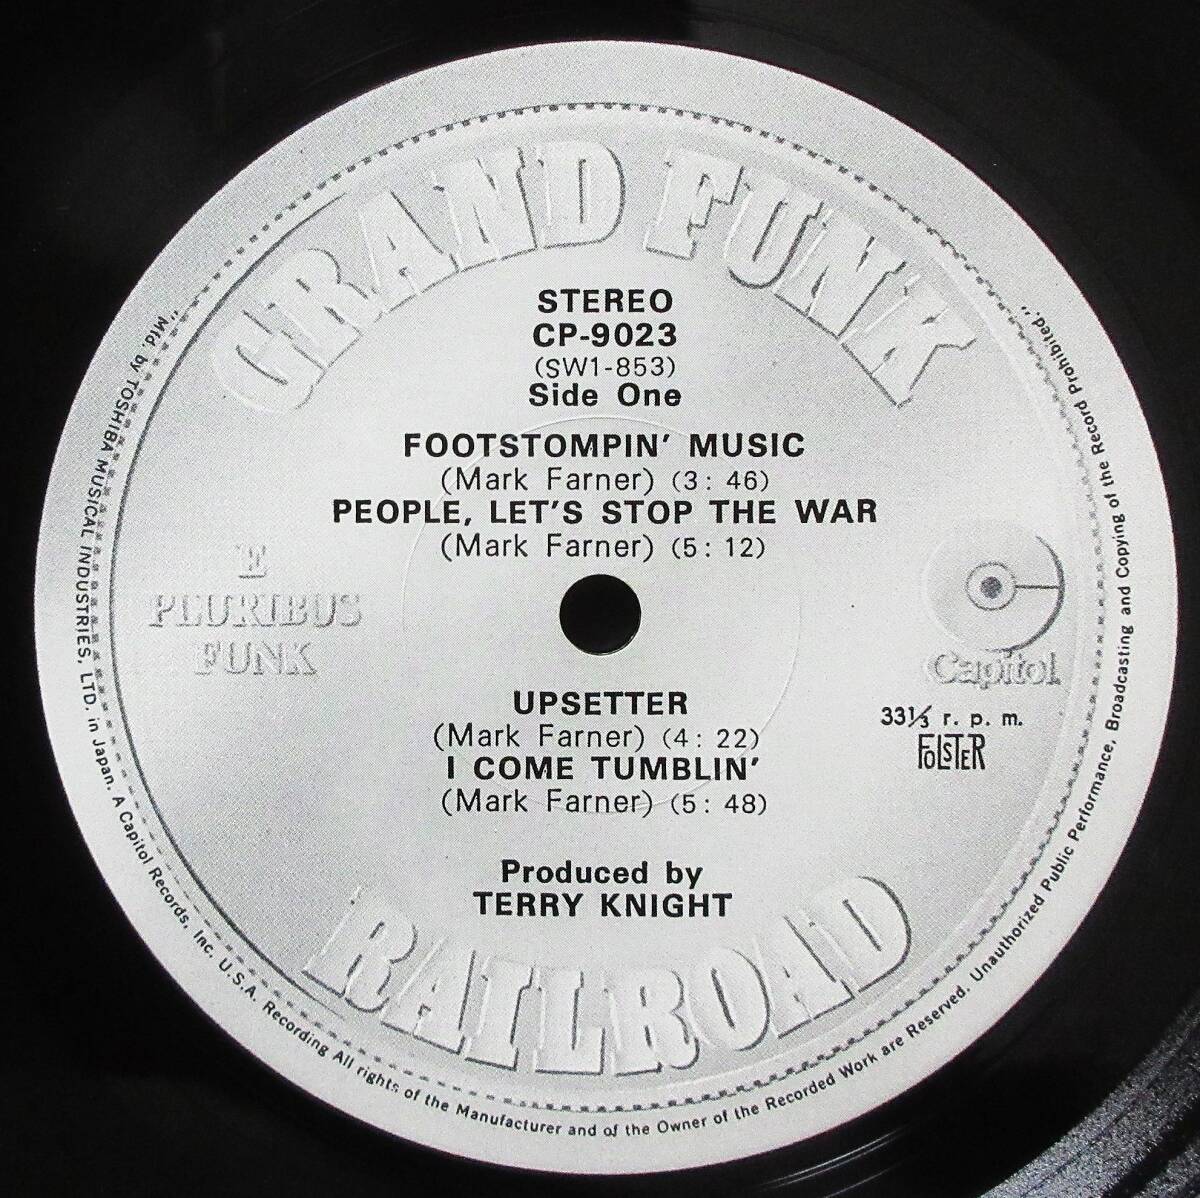 GRAND FUNK
STEREO
CP-9023
(SW1-853)
Side One
FOOTSTOMPIN' MUSIC
(Mark Farner) (3 : 46)
PEOPLE, LET'S STOP THE WAR
(Mark Farner) (5 : 12)
E
PLURIBUS
FUNK
Capitol
33⅓ r. p. m.
FOLSTER
UPSETTER
(Mark Farner) (4 : 22)
I COME TUMBLIN'
(Mark Farner) (5 : 48)
Produced by
TERRY KNIGHT
RAILROAD
"Mfd. by TOSHIBA MUSICAL INDUSTRIES, LTD. in Japan. A Capitol Records, Inc. U.S.A. Recording All rights of the Manufacturer and of the Owner of the Recorded Work are Reserved. Unauthorized Public Performance, Broadcasting and Copying of the Record Prohibited."